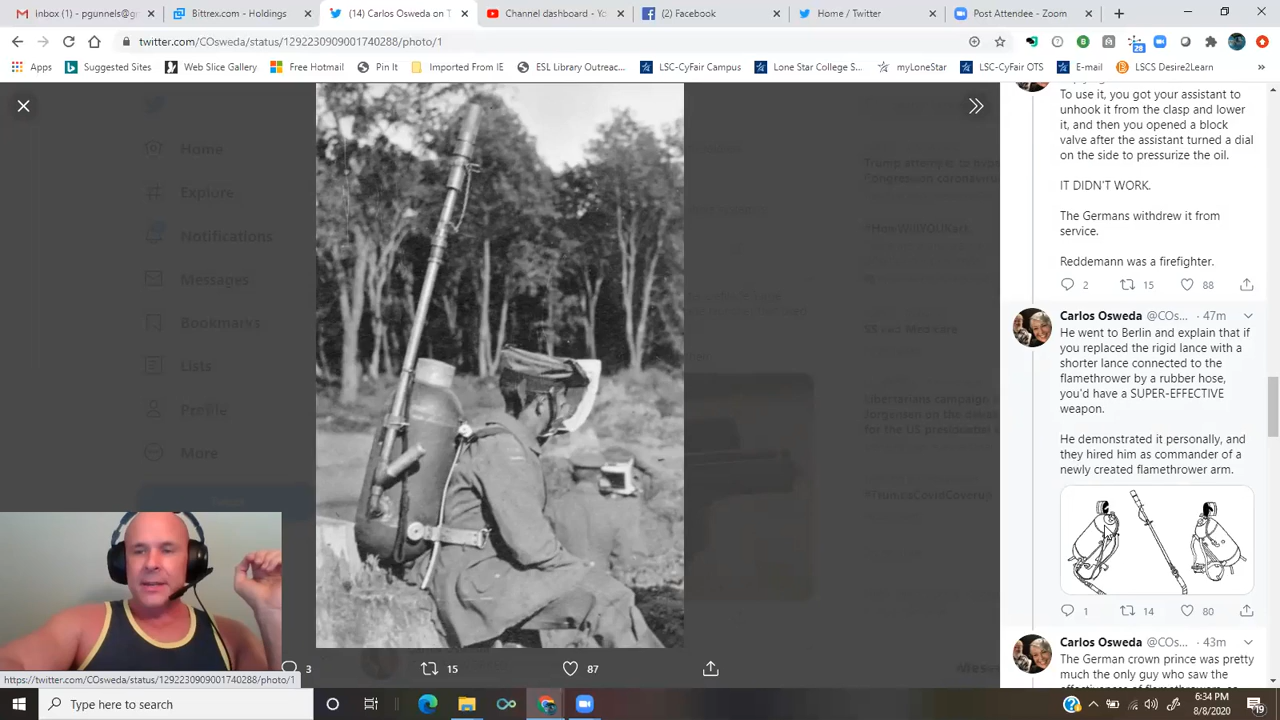 Inbox (1) - pgunnels@g
Bittrex.com - Holdings
(14) Carlos Osweda on T
Channel dashboard - Yo
(2) Facebook
Home / Twitter
Post Attendee - Zoom
twitter.com/COsweda/status/1292230909001740288/photo/1
28
Apps
Suggested Sites
Web Slice Gallery
Free Hotmail
Pin It
Imported From IE
ESL Library Outreac...
LSC-CyFair Campus
Lone Star College S...
myLoneStar
LSC-CyFair OTS
E-mail
LSCS Desire2Learn
Home
Explore
Notifications
Messages
Bookmarks
Lists
Profile
More
3
15
87
To use it, you got your assistant to
unhook it from the clasp and lower
it, and then you opened a block
valve after the assistant turned a dial
on the side to pressurize the oil.
IT DIDN'T WORK.
The Germans withdrew it from
service.
Reddemann was a firefighter.
2
15
88
Carlos Osweda @COs... · 47m
He went to Berlin and explain that if
you replaced the rigid lance with a
shorter lance connected to the
flamethrower by a rubber hose,
you'd have a SUPER-EFFECTIVE
weapon.
He demonstrated it personally, and
they hired him as commander of a
newly created flamethrower arm.
1
14
80
Carlos Osweda @COs... · 43m
The German crown prince was pretty
much the only guy who saw the
https://twitter.com/COsweda/status/1292230909001740288/photo/1
Type here to search
6:34 PM
8/8/2020
19